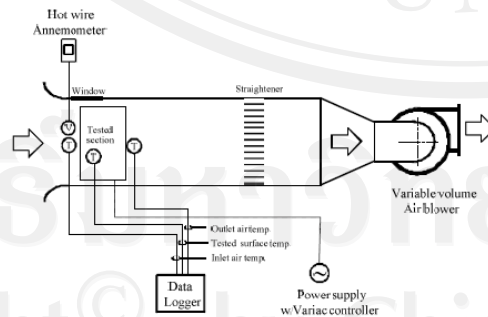 Hot wire
Annemometer
Window
Straightener
V
T
Tested
section
T
T
Variable volume
Air blower
Outlet air temp.
Tested surface temp.
Inlet air temp.
Data
Logger
Power supply
w/Variac controller